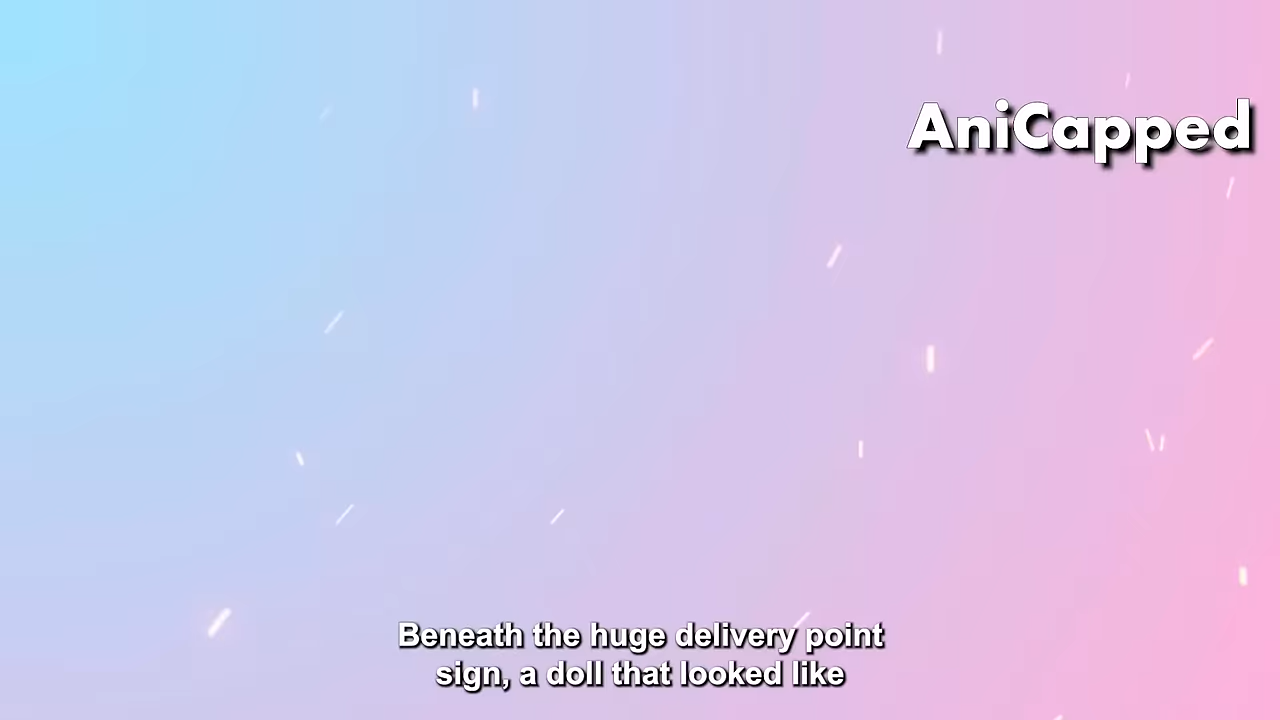 AniCapped
Beneath the huge delivery point
sign, a doll that looked like